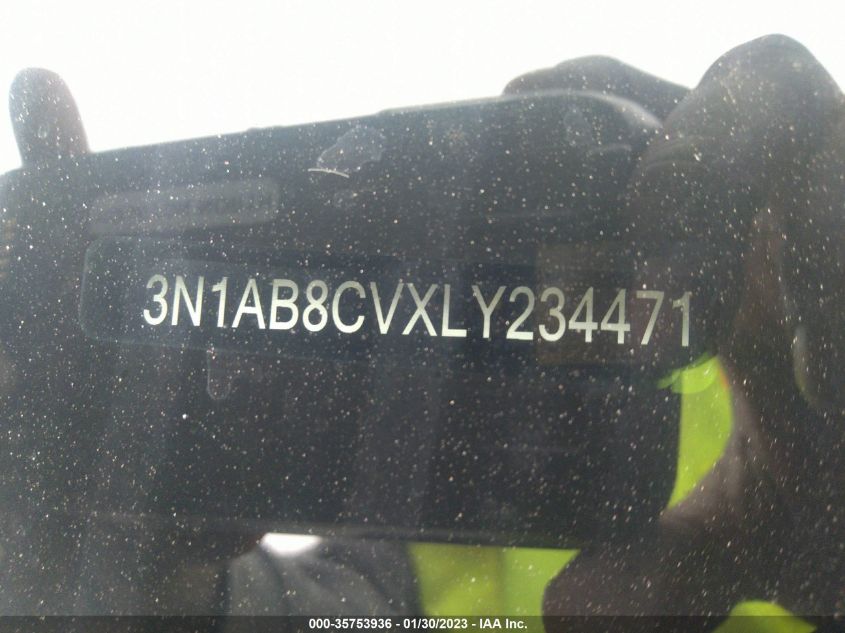 3N1AB8CVXLY234471
000-35753936 - 01/30/2023 - IAA Inc.